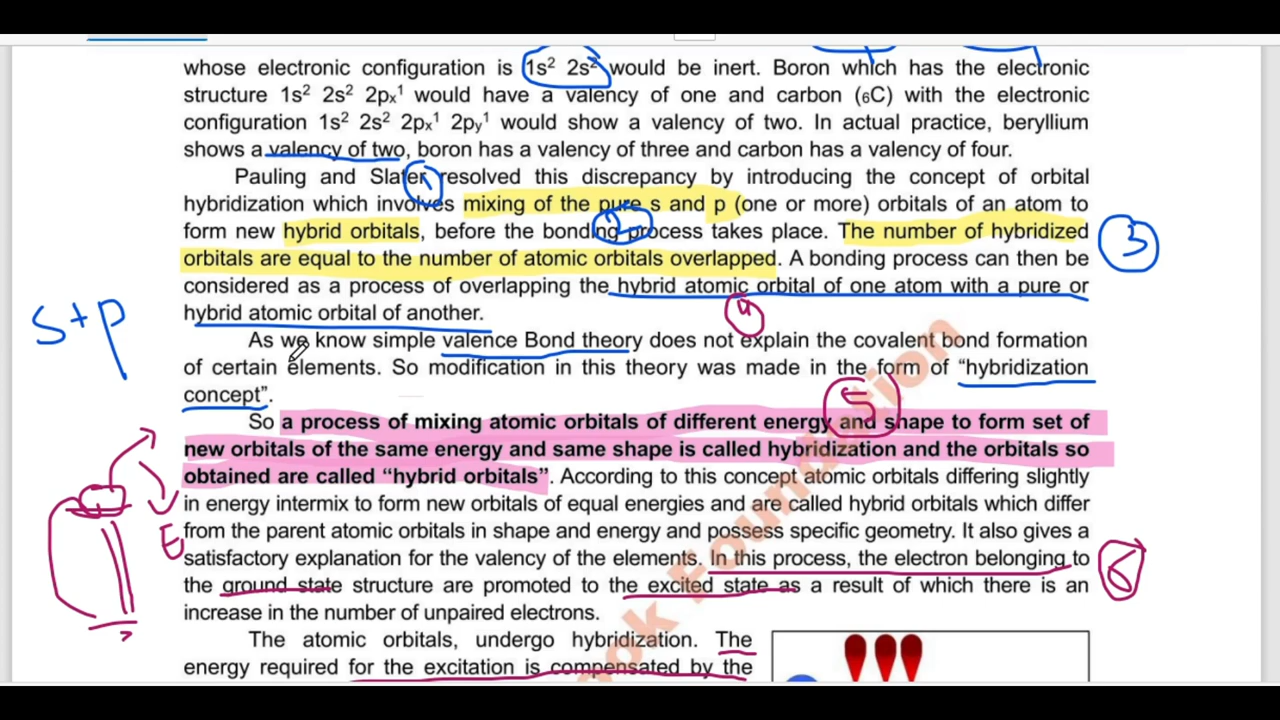 whose electronic configuration is 1s² 2s² would be inert. Boron which has the electronic
structure 1s² 2s² 2pₓ¹ would have a valency of one and carbon (₆C) with the electronic
configuration 1s² 2s² 2pₓ¹ 2pᵧ¹ would show a valency of two. In actual practice, beryllium
shows a valency of two, boron has a valency of three and carbon has a valency of four.
Pauling and Slater resolved this discrepancy by introducing the concept of orbital
hybridization which involves mixing of the pure s and p (one or more) orbitals of an atom to
form new hybrid orbitals, before the bonding process takes place. The number of hybridized
orbitals are equal to the number of atomic orbitals overlapped. A bonding process can then be
considered as a process of overlapping the hybrid atomic orbital of one atom with a pure or
hybrid atomic orbital of another.
As we know simple valence Bond theory does not explain the covalent bond formation
of certain elements. So modification in this theory was made in the form of “hybridization
concept”.
So a process of mixing atomic orbitals of different energy and shape to form set of
new orbitals of the same energy and same shape is called hybridization and the orbitals so
obtained are called “hybrid orbitals”. According to this concept atomic orbitals differing slightly
in energy intermix to form new orbitals of equal energies and are called hybrid orbitals which differ
from the parent atomic orbitals in shape and energy and possess specific geometry. It also gives a
satisfactory explanation for the valency of the elements. In this process, the electron belonging to
the ground state structure are promoted to the excited state as a result of which there is an
increase in the number of unpaired electrons.
The atomic orbitals, undergo hybridization. The
energy required for the excitation is compensated by the
1
2
3
4
5
6
s+p
E
ook Foundation